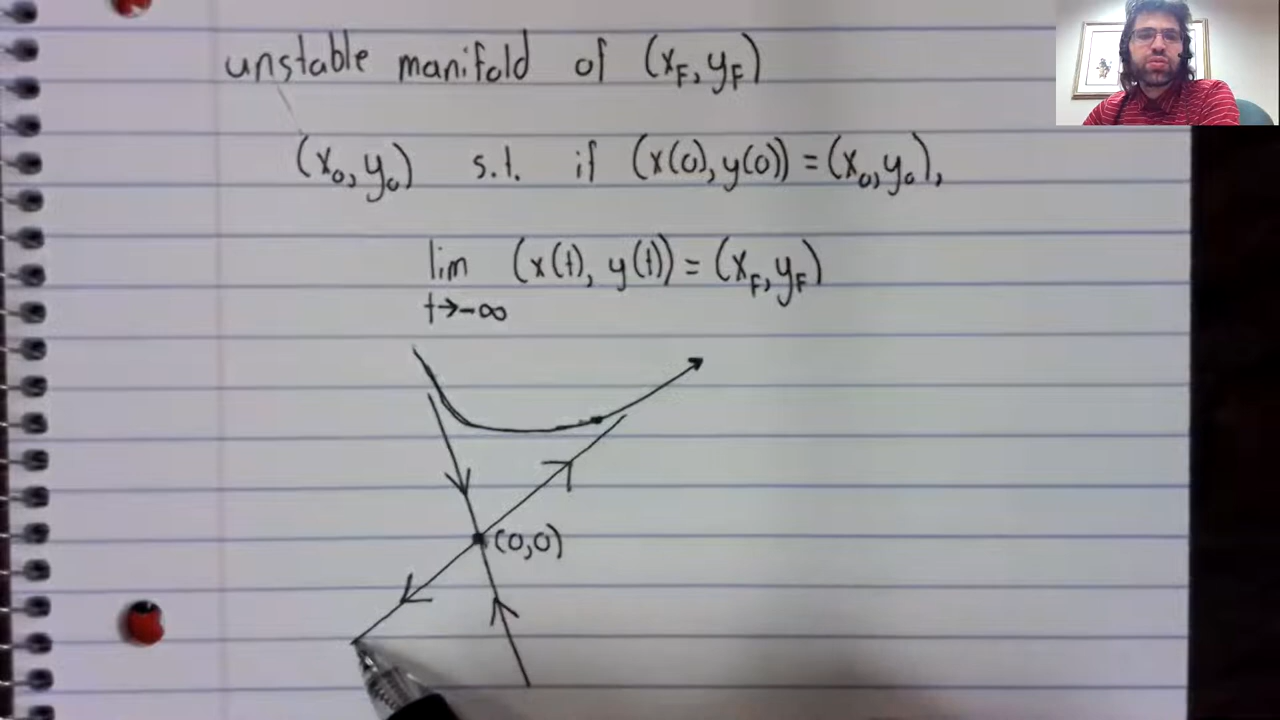 unstable manifold of (x_F, y_F)
(x_0, y_0) s.t. if (x(0), y(0)) = (x_0, y_0),
lim (x(t), y(t)) = (x_F, y_F)
t→-∞
(0,0)